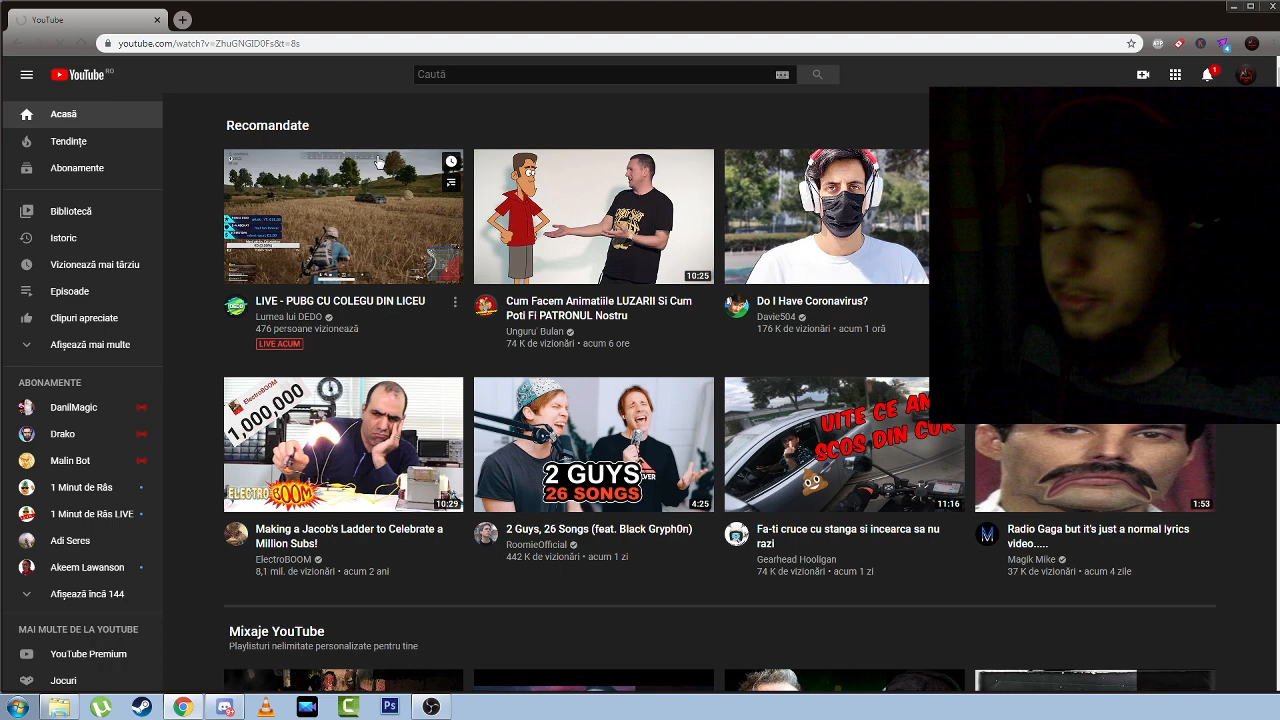 YouTube
youtube.com/watch?v=ZhuGNGID0Fs&t=8s
ATP
4
YouTube RO
Caută
1
Acasă
Tendințe
Abonamente
Bibliotecă
Istoric
Vizionează mai târziu
Episoade
Clipuri apreciate
Afișează mai multe
ABONAMENTE
DanilMagic
Drako
Malin Bot
1 Minut de Râs
1 Minut de Râs LIVE
Adi Seres
Akeem Lawanson
Afișează încă 144
MAI MULTE DE LA YOUTUBE
YouTube Premium
Jocuri
Recomandate
10:25
LIVE - PUBG CU COLEGU DIN LICEU
Lumea lui DEDO
476 persoane vizionează
LIVE ACUM
Cum Facem Animatiile LUZARII Si Cum
Poti Fi PATRONUL Nostru
Unguru' Bulan
74 K de vizionări • acum 6 ore
Do I Have Coronavirus?
Davie504
176 K de vizionări • acum 1 oră
ElectroBOOM
1,000,000
ELECTROBOOM
10:29
2 GUYS
26 SONGS
4:25
UITE CE AM
SCOS DIN CUR
11:16
1:53
Making a Jacob's Ladder to Celebrate a
Million Subs!
ElectroBOOM
8,1 mil. de vizionări • acum 2 ani
2 Guys, 26 Songs (feat. Black Gryph0n)
RoomieOfficial
442 K de vizionări • acum 1 zi
Fa-ti cruce cu stanga si incearca sa nu
razi
Gearhead Hooligan
74 K de vizionări • acum 1 zi
Radio Gaga but it's just a normal lyrics
video.....
Magik Mike
37 K de vizionări • acum 4 zile
Mixaje YouTube
Playlisturi nelimitate personalizate pentru tine
Ps